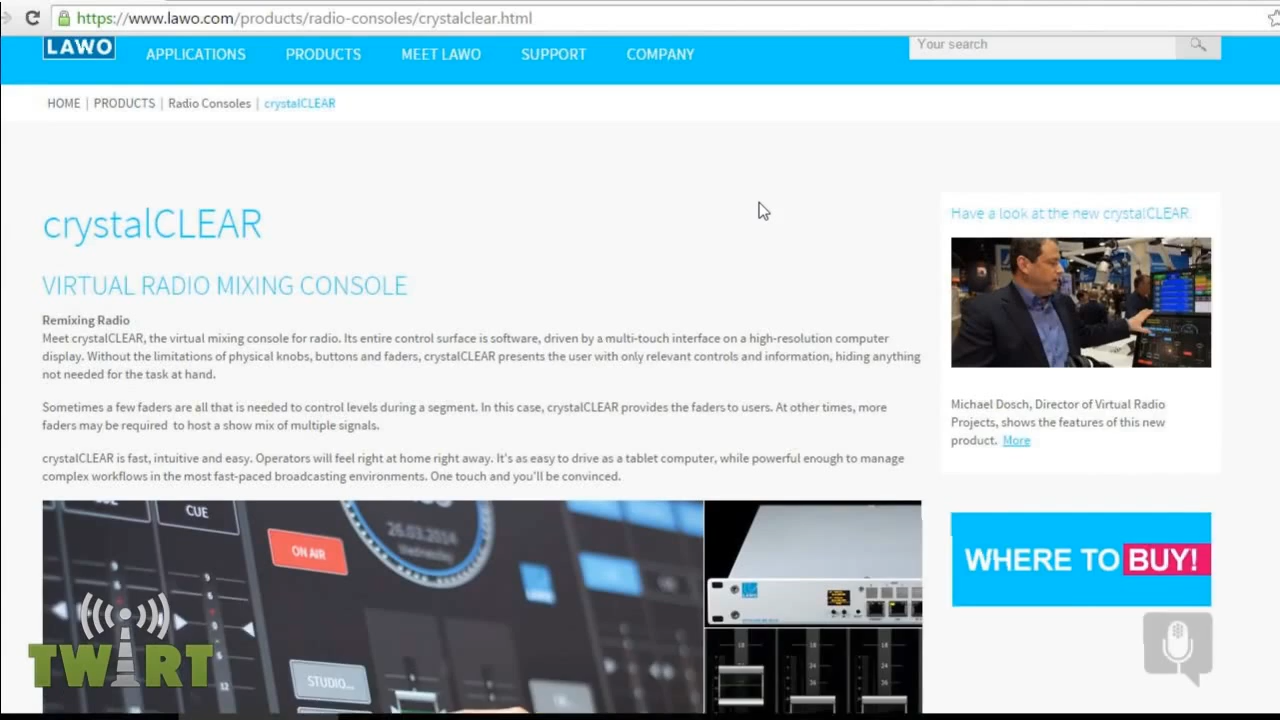 https://www.lawo.com/products/radio-consoles/crystalclear.html
LAWO
APPLICATIONS
PRODUCTS
MEET LAWO
SUPPORT
COMPANY
Your search
HOME | PRODUCTS | Radio Consoles | crystalCLEAR
crystalCLEAR
VIRTUAL RADIO MIXING CONSOLE
Remixing Radio
Meet crystalCLEAR, the virtual mixing console for radio. Its entire control surface is software, driven by a multi-touch interface on a high-resolution computer
display. Without the limitations of physical knobs, buttons and faders, crystalCLEAR presents the user with only relevant controls and information, hiding anything
not needed for the task at hand.
Sometimes a few faders are all that is needed to control levels during a segment. In this case, crystalCLEAR provides the faders to users. At other times, more
faders may be required to host a show mix of multiple signals.
crystalCLEAR is fast, intuitive and easy. Operators will feel right at home right away. It's as easy to drive as a tablet computer, while powerful enough to manage
complex workflows in the most fast-paced broadcasting environments. One touch and you'll be convinced.
Have a look at the new crystalCLEAR.
Michael Dosch, Director of Virtual Radio
Projects, shows the features of this new
product. More
WHERE TO BUY!
CUE
ON AIR
26.03.2014
Wednesday
STUDIO...
LAWO
TWIRT